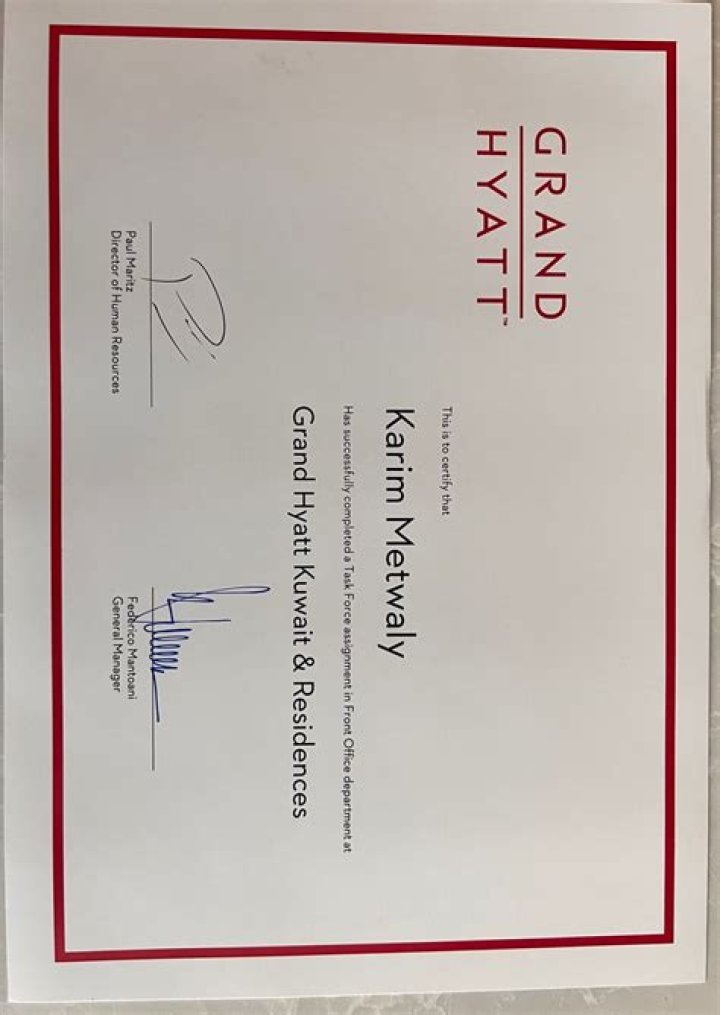 GRAND
HYATT™
This is to certify that
Karim Metwaly
Has successfully completed a Task Force assignment in Front Office department at
Grand Hyatt Kuwait & Residences
Paul Maritz
Director of Human Resources
Federico Mantoani
General Manager